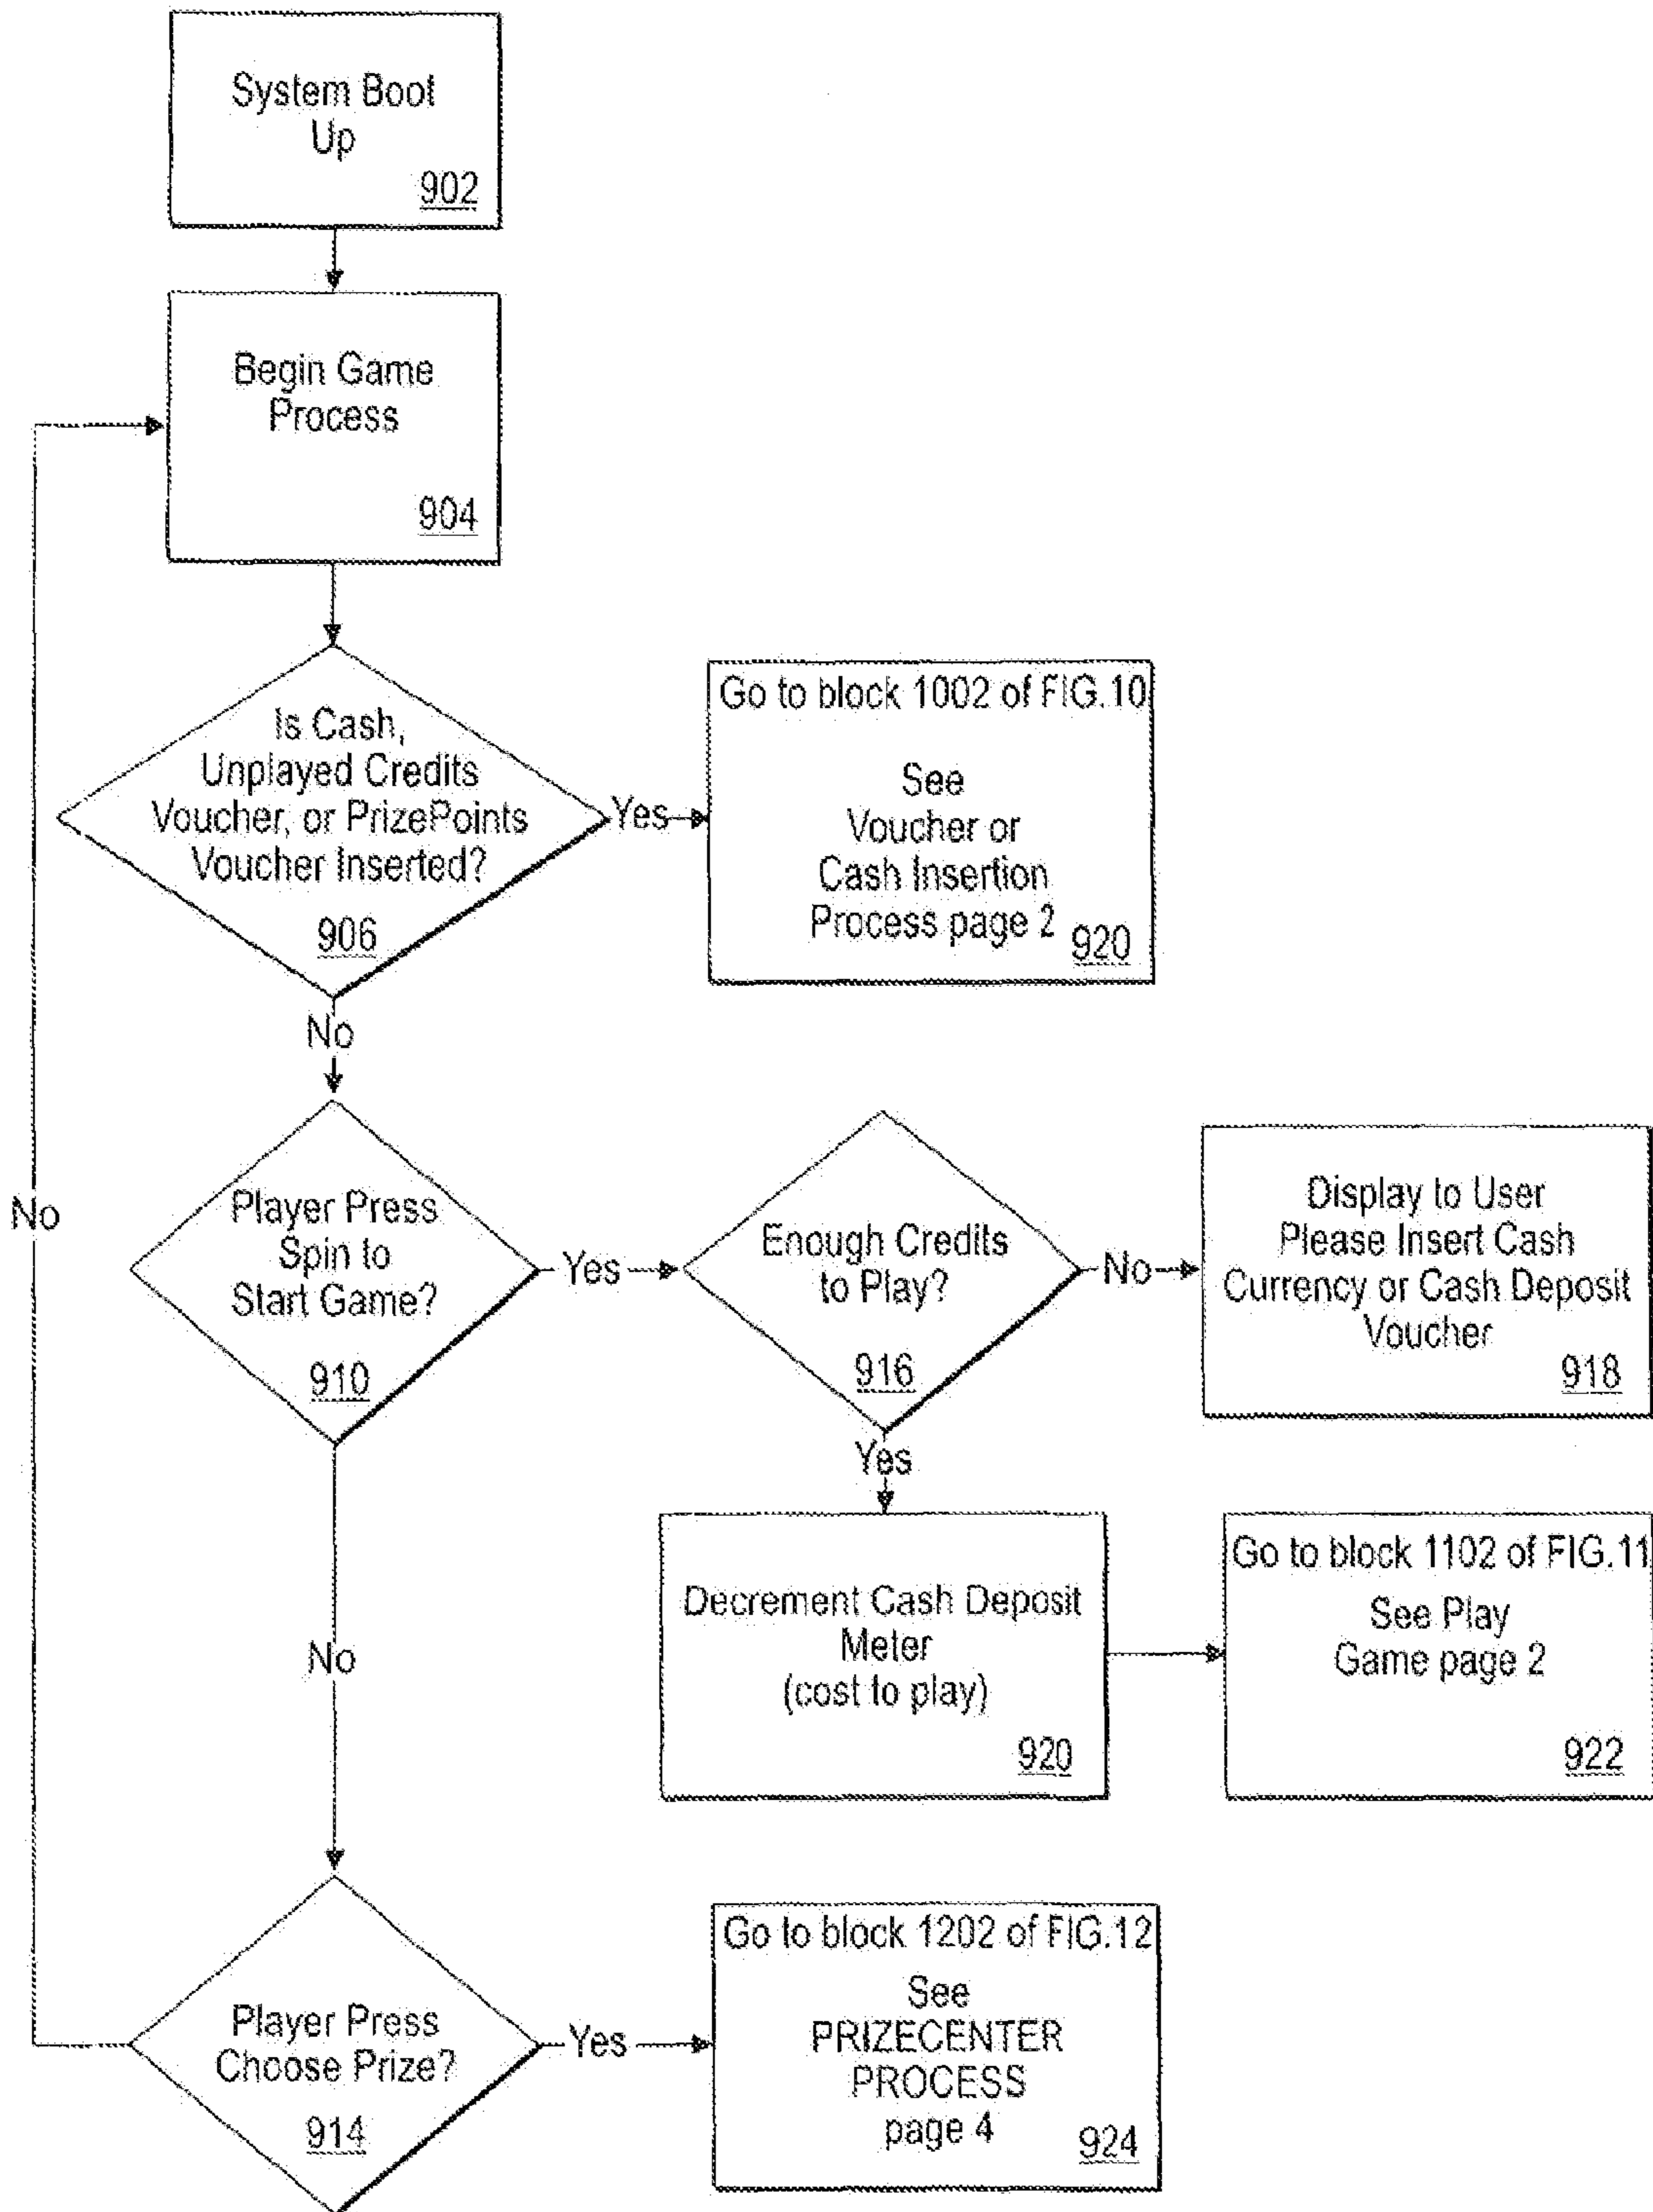 System Boot
Up
902
Begin Game
Process
904
Is Cash,
Unplayed Credits
Voucher, or PrizePoints
Voucher Inserted?
906
Yes
Go to block 1002 of FIG.10
See
Voucher or
Cash Insertion
Process page 2
920
No
Player Press
Spin to
Start Game?
910
Yes
Enough Credits
to Play?
916
No
Display to User
Please Insert Cash
Currency or Cash Deposit
Voucher
918
Yes
Decrement Cash Deposit
Meter
(cost to play)
920
Go to block 1102 of FIG.11
See Play
Game page 2
922
No
No
Player Press
Choose Prize?
914
Yes
Go to block 1202 of FIG.12
See
PRIZECENTER
PROCESS
page 4
924